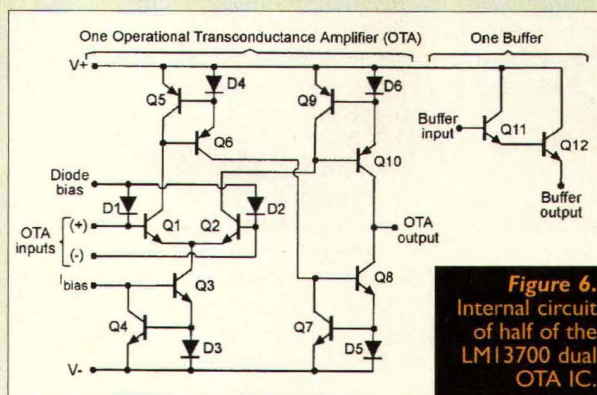 One Operational Transconductance Amplifier (OTA)
One Buffer
V+
D4
D6
Q5
Q9
Q6
Q10
Q11
Q12
Buffer
input
Buffer
output
Diode
bias
D1
D2
Q1
Q2
OTA
inputs
(+)
(-)
OTA
output
Ibias
Q3
Q8
Q4
Q7
D3
D5
V-
Figure 6.
Internal circuit
of half of the
LM13700 dual
OTA IC.